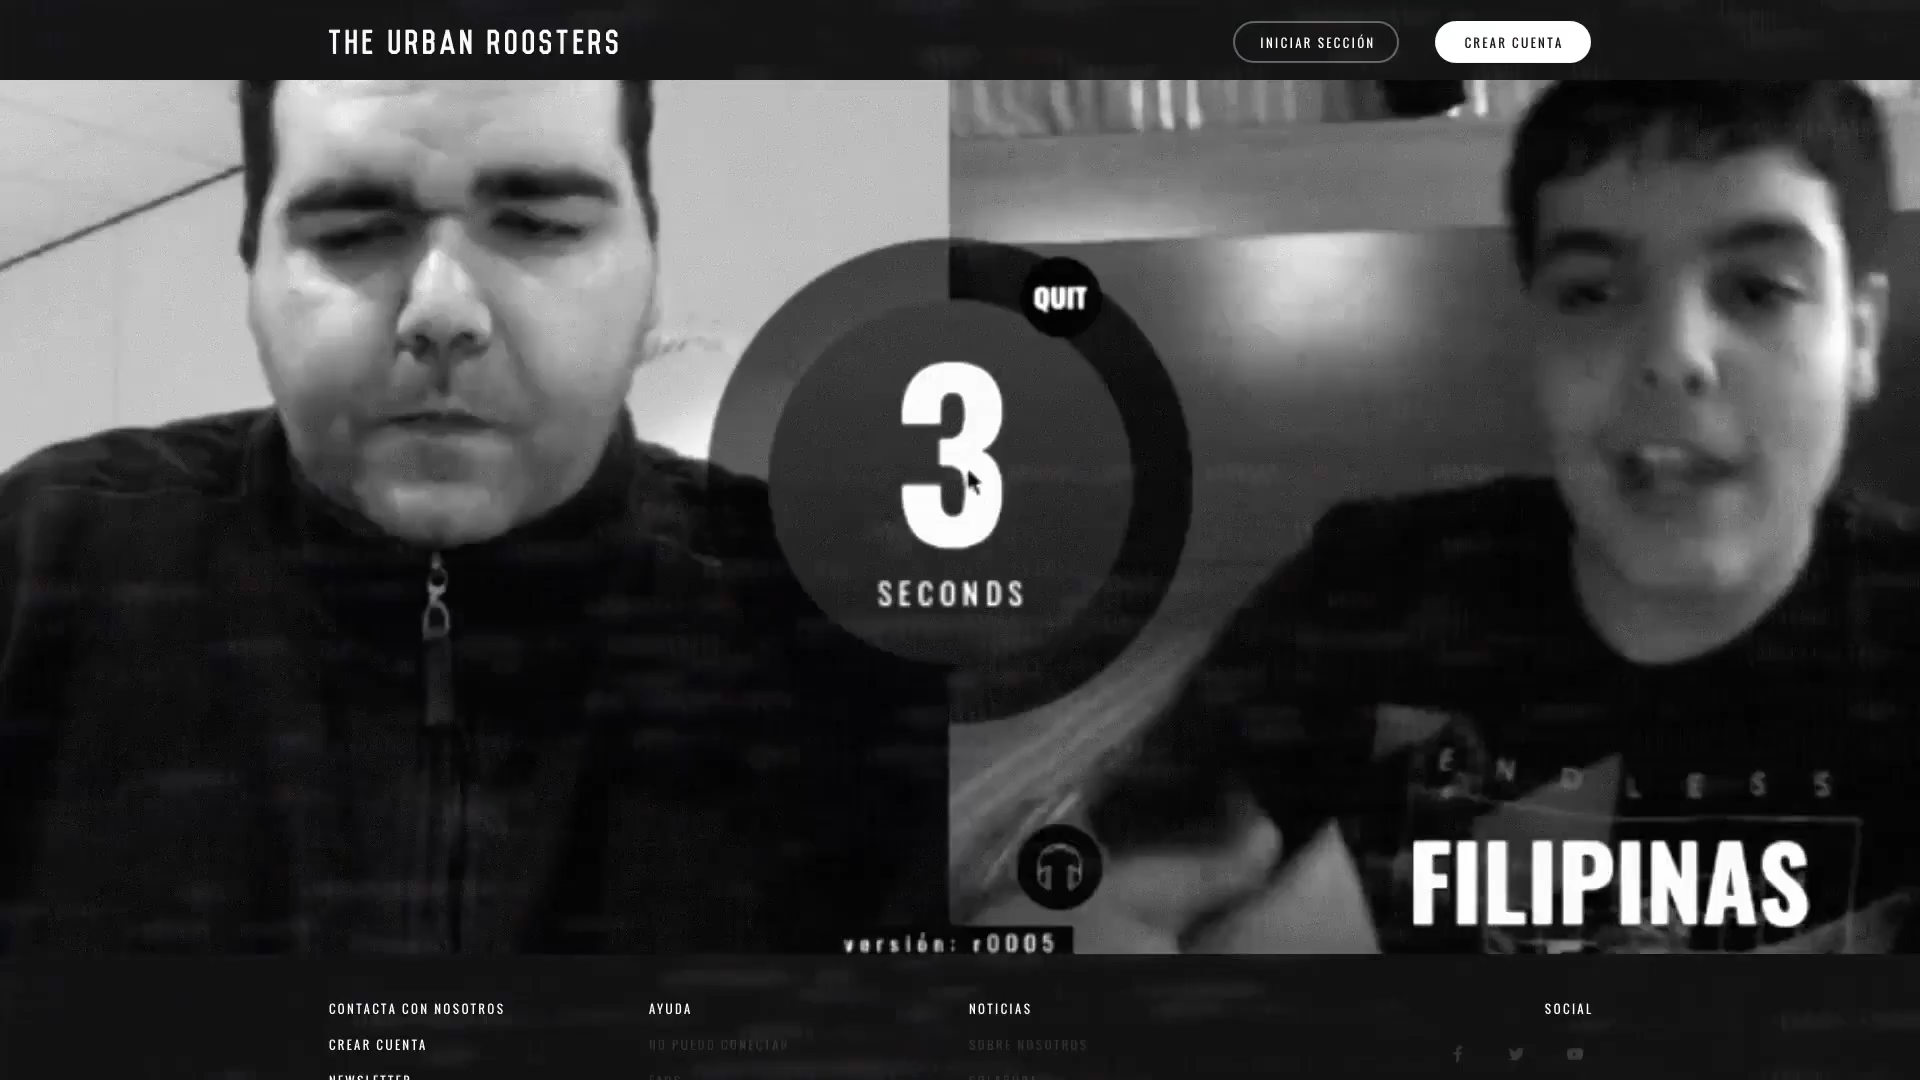 THE URBAN ROOSTERS
INICIAR SECCIÓN
CREAR CUENTA
QUIT
3
SECONDS
ENDLESS
FILIPINAS
versión: r0005
CONTACTA CON NOSOTROS
AYUDA
NOTICIAS
SOCIAL
CREAR CUENTA
NO PUEDO CONECTAR
SOBRE NOSOTROS
NEWSLETTER